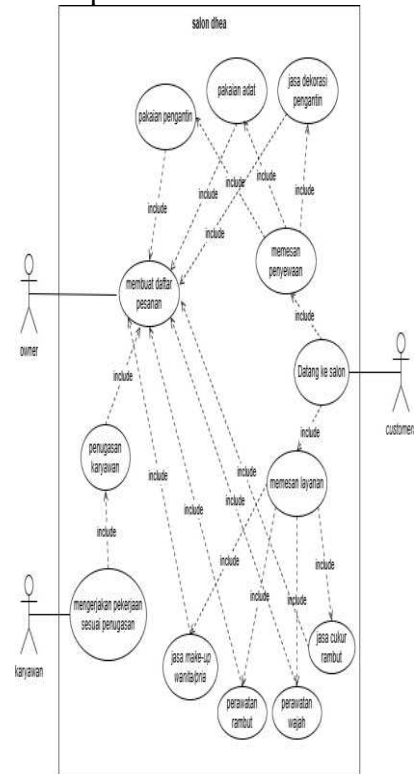 salon dhea
pakaian pengantin
pakaian adat
jasa dekorasi
pengantin
include
include
include
include
include
include
memesan
penyewaan
membuat daftar
pesanan
include
owner
Datang ke salon
customers
include
include
penugasan
karyawan
memesan layanan
include
include
include
include
include
include
include
include
include
mengerjakan pekerjaan
sesuai penugasan
karyawan
jasa make-up
wanita/pria
perawatan
rambut
perawatan
wajah
jasa cukur
rambut